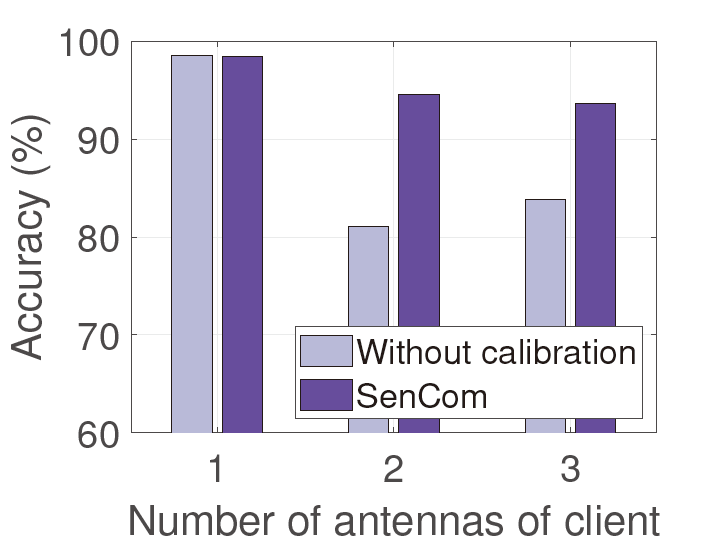 100
90
80
70
60
Accuracy (%)
Without calibration
SenCom
1 2 3
Number of antennas of client